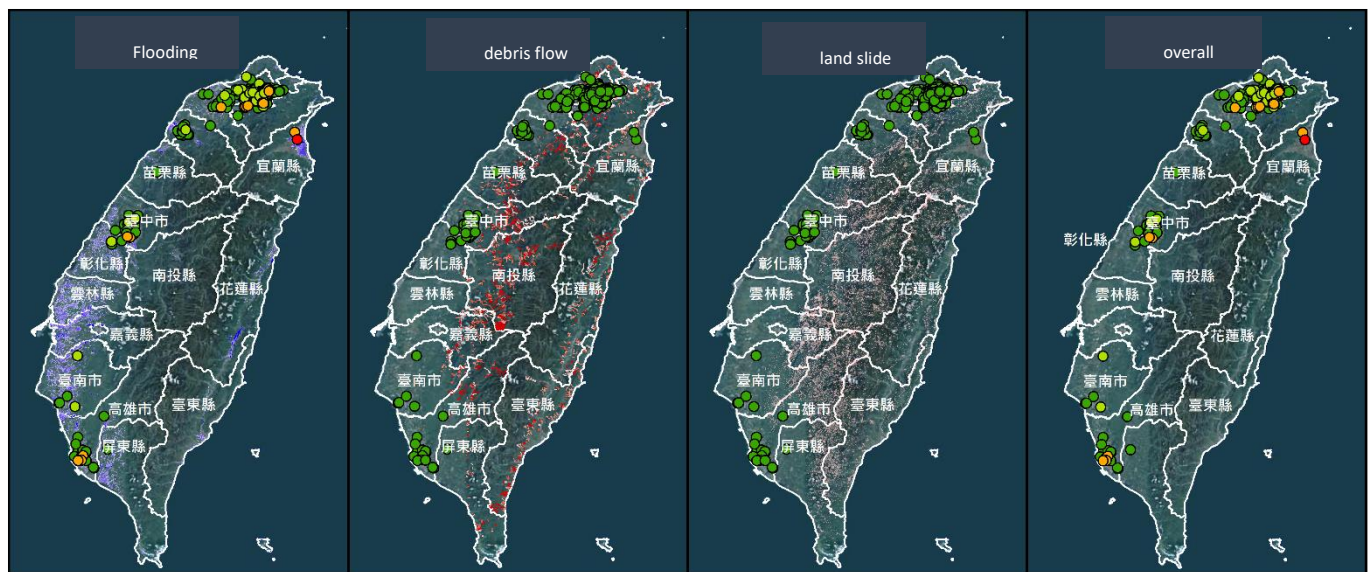 Flooding
宜蘭縣
苗栗縣
臺中市
彰化縣
南投縣
雲林縣
花蓮縣
嘉義縣
臺南市
高雄市
臺東縣
屏東縣
debris flow
宜蘭縣
苗栗縣
臺中市
彰化縣
南投縣
雲林縣
花蓮縣
嘉義縣
臺南市
高雄市
臺東縣
屏東縣
land slide
宜蘭縣
苗栗縣
臺中市
彰化縣
南投縣
雲林縣
花蓮縣
嘉義縣
臺南市
高雄市
臺東縣
屏東縣
overall
宜蘭縣
苗栗縣
臺中市
彰化縣
南投縣
雲林縣
花蓮縣
嘉義縣
臺南市
高雄市
臺東縣
屏東縣